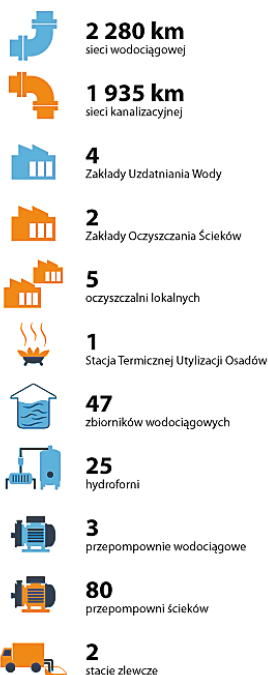 2 280 km
sieci wodociągowej
1 935 km
sieci kanalizacyjnej
4
Zakłady Uzdatniania Wody
2
Zakłady Oczyszczania Ścieków
5
oczyszczalni lokalnych
1
Stacja Termicznej Utylizacji Osadów
47
zbiorników wodociągowych
25
hydroforni
3
przepompownie wodociągowe
80
przepompowni ścieków
2
stacje zlewcze